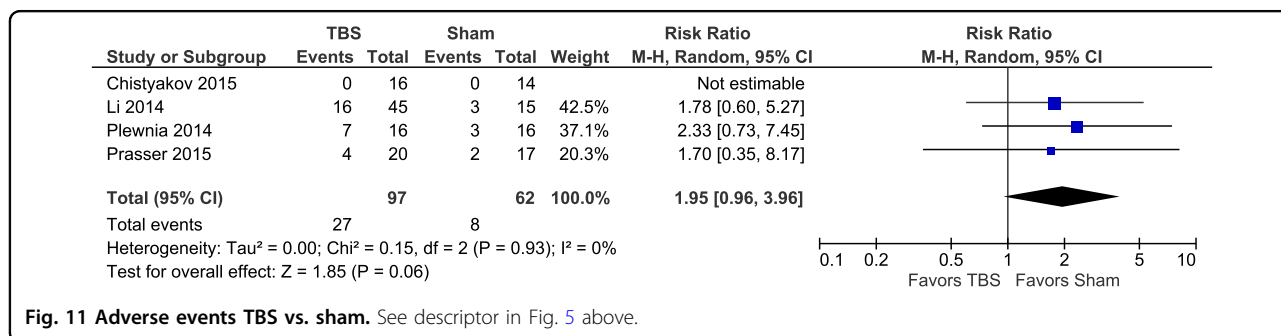 TBS Sham Risk Ratio Risk Ratio
Study or Subgroup Events Total Events Total Weight M-H, Random, 95% CI M-H, Random, 95% CI
Chistyakov 2015 0 16 0 14 Not estimable
Li 2014 16 45 3 15 42.5% 1.78 [0.60, 5.27]
Plewnia 2014 7 16 3 16 37.1% 2.33 [0.73, 7.45]
Prasser 2015 4 20 2 17 20.3% 1.70 [0.35, 8.17]
Total (95% CI) 97 62 100.0% 1.95 [0.96, 3.96]
Total events 27 8
Heterogeneity: Tau² = 0.00; Chi² = 0.15, df = 2 (P = 0.93); I² = 0%
Test for overall effect: Z = 1.85 (P = 0.06)
0.1 0.2 0.5 1 2 5 10
Favors TBS Favors Sham
Fig. 11 Adverse events TBS vs. sham. See descriptor in Fig. 5 above.